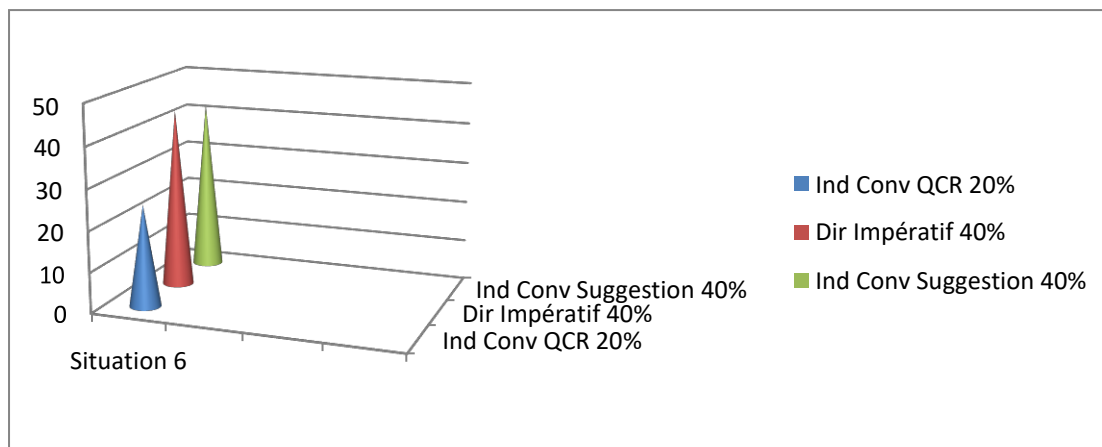 50
40
30
20
10
0
Situation 6
Ind Conv Suggestion 40%
Dir Impératif 40%
Ind Conv QCR 20%
Ind Conv QCR 20%
Dir Impératif 40%
Ind Conv Suggestion 40%